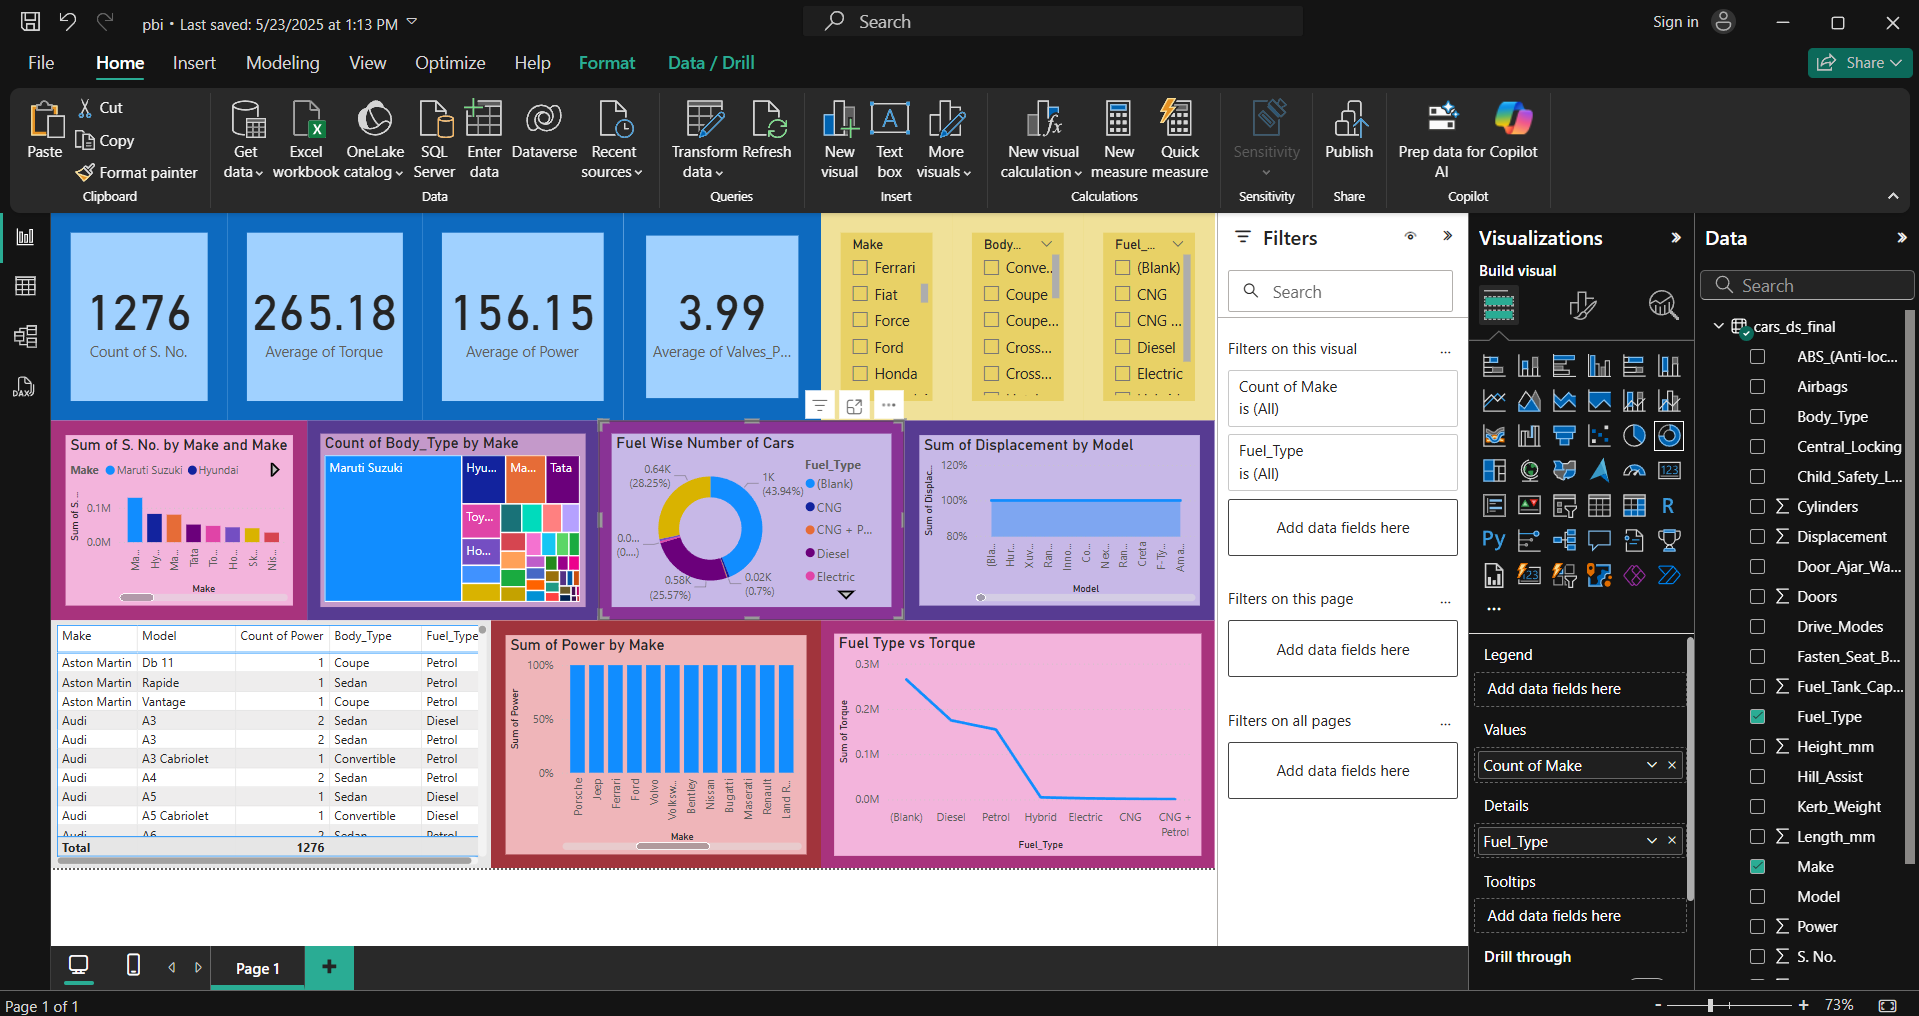 pbi • Last saved: 5/23/2025 at 1:13 PM
Search
Sign in
File Home Insert Modeling View Optimize Help Format Data / Drill
Share
Paste
Cut
Copy
Format painter
Clipboard
Get data
Excel workbook
OneLake catalog
SQL Server
Enter data
Dataverse
Recent sources
Data
Transform data
Refresh
Queries
New visual
Text box
More visuals
Insert
New visual calculation
New measure
Quick measure
Calculations
Sensitivity
Sensitivity
Publish
Share
Prep data for AI
Copilot
Copilot
DAX
1276
Count of S. No.
265.18
Average of Torque
156.15
Average of Power
3.99
Average of Valves_P...
Make
Ferrari
Fiat
Force
Ford
Honda
Body...
Conve...
Coupe
Coupe...
Cross...
Cross...
Fuel_...
(Blank)
CNG
CNG ...
Diesel
Electric
Sum of S. No. by Make and Make
Make Maruti Suzuki Hyundai
Sum of S. ...
0.1M
0.0M
Ma...
Hy...
Ma...
Tata
To...
Ho...
Sk...
Nis...
Make
Count of Body_Type by Make
Maruti Suzuki
Hyu...
Ma...
Tata
Toy...
Ho...
Fuel Wise Number of Cars
0.64K
(28.25%)
1K
(43.94%)
0.0...
(0....)
0.58K
(25.57%)
0.02K
(0.7%)
Fuel_Type
(Blank)
CNG
CNG + P...
Diesel
Electric
Sum of Displacement by Model
Sum of Displac...
120%
100%
80%
(Bla...
Hur...
Xuv...
Ran...
Inno...
Co...
Nex...
Ran...
Creta
F-Ty...
Ama...
Model
Make Model Count of Power Body_Type Fuel_Type
Aston Martin Db 11 1 Coupe Petrol
Aston Martin Rapide 1 Sedan Petrol
Aston Martin Vantage 1 Coupe Petrol
Audi A3 2 Sedan Diesel
Audi A3 2 Sedan Petrol
Audi A3 Cabriolet 1 Convertible Petrol
Audi A4 2 Sedan Petrol
Audi A5 1 Sedan Diesel
Audi A5 Cabriolet 1 Convertible Diesel
Audi A6 2 Sedan Petrol
Total 1276
Sum of Power by Make
Sum of Power
100%
50%
0%
Porsche
Jeep
Ferrari
Ford
Volvo
Volksw...
Bentley
Nissan
Bugatti
Maserati
Renault
Land R...
Make
Fuel Type vs Torque
Sum of Torque
0.3M
0.2M
0.1M
0.0M
(Blank) Diesel Petrol Hybrid Electric CNG CNG + Petrol
Fuel_Type
Filters
Search
Filters on this visual ...
Count of Make
is (All)
Fuel_Type
is (All)
Add data fields here
Filters on this page ...
Add data fields here
Filters on all pages ...
Add data fields here
Visualizations
Build visual
123
R
Py
123
...
Legend
Add data fields here
Values
Count of Make
Details
Fuel_Type
Tooltips
Add data fields here
Drill through
Data
Search
cars_ds_final
ABS_(Anti-loc...
Airbags
Body_Type
Central_Locking
Child_Safety_L...
Cylinders
Displacement
Door_Ajar_Wa...
Doors
Drive_Modes
Fasten_Seat_B...
Fuel_Tank_Cap...
Fuel_Type
Height_mm
Hill_Assist
Kerb_Weight
Length_mm
Make
Model
Power
S. No.
Page 1
Page 1 of 1
73%